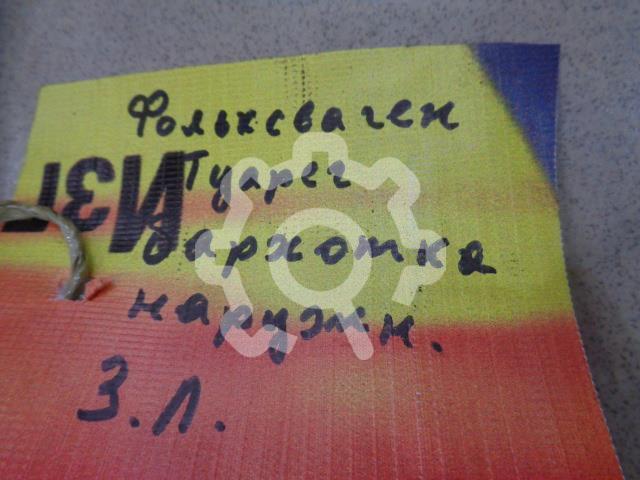 Фольксваген
Туарег
бархотка
наружн.
З.Л.